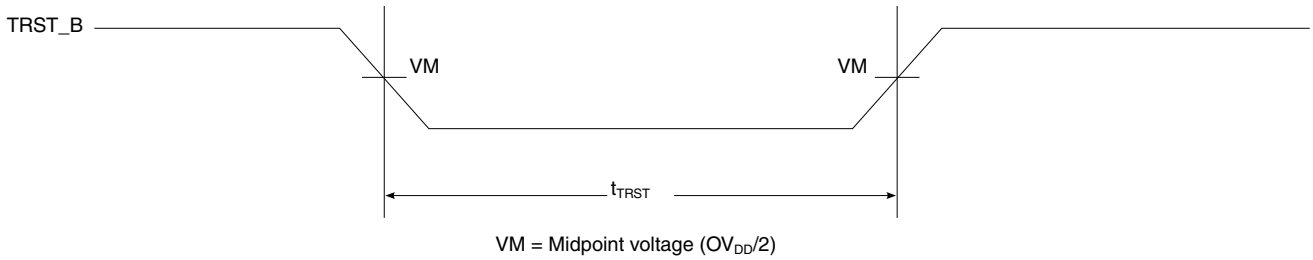 TRST_B
VM VM
tTRST
VM = Midpoint voltage (OVDD/2)